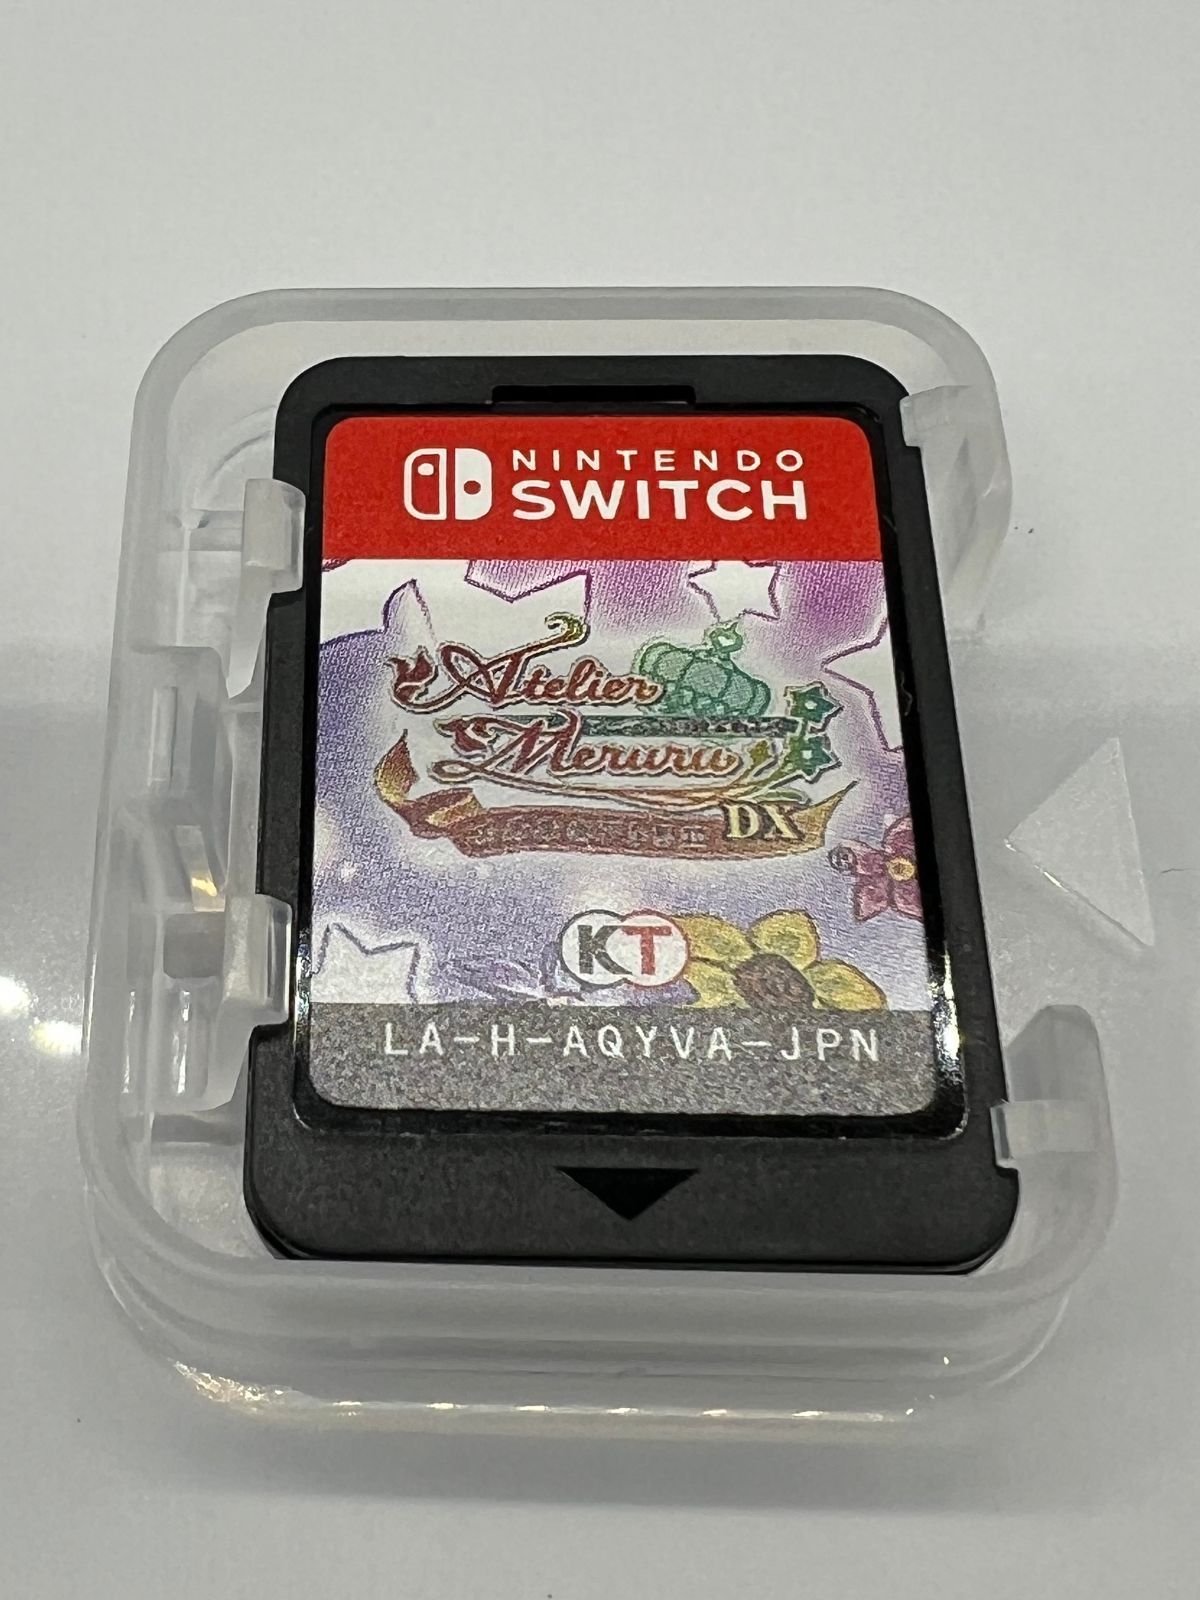 NINTENDO
SWITCH
Atelier
Meruru
DX
®
KT
LA-H-AQYVA-JPN